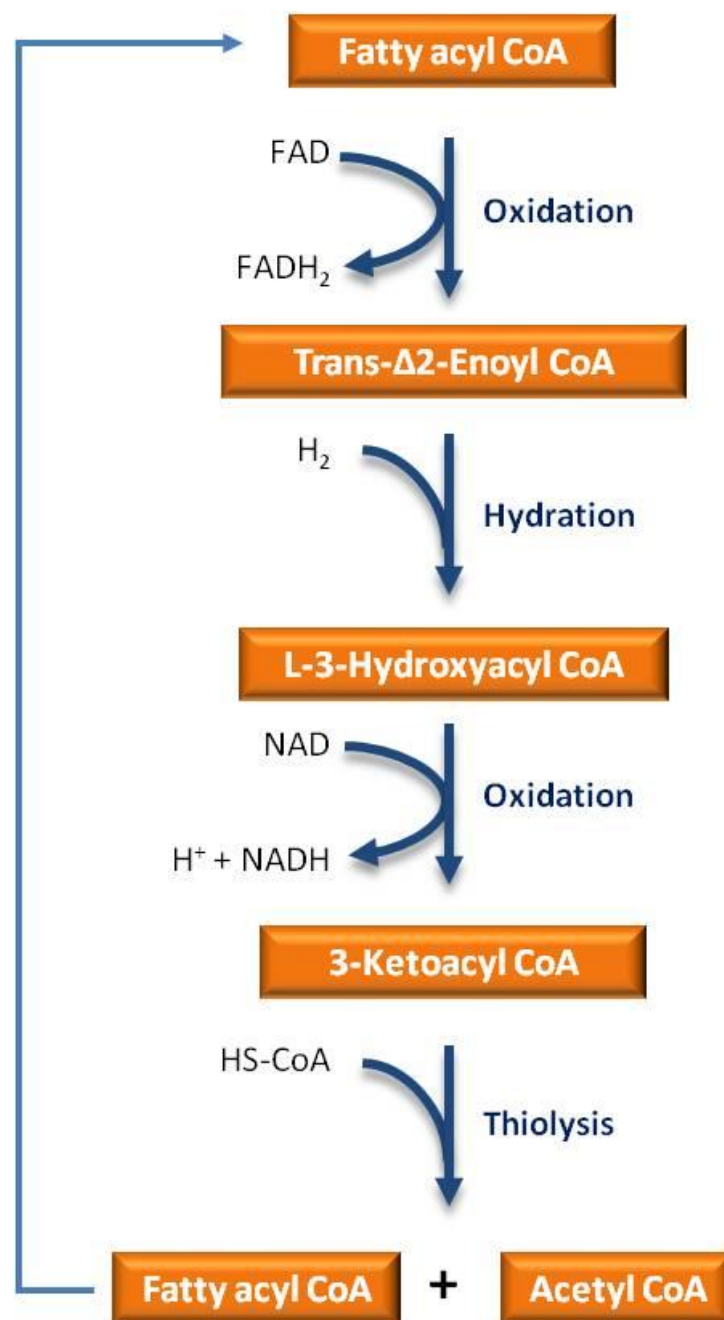 Fatty acyl CoA
FAD
Oxidation
FADH₂
Trans-Δ2-Enoyl CoA
H₂
Hydration
L-3-Hydroxyacyl CoA
NAD
Oxidation
H⁺ + NADH
3-Ketoacyl CoA
HS-CoA
Thiolysis
Fatty acyl CoA + Acetyl CoA